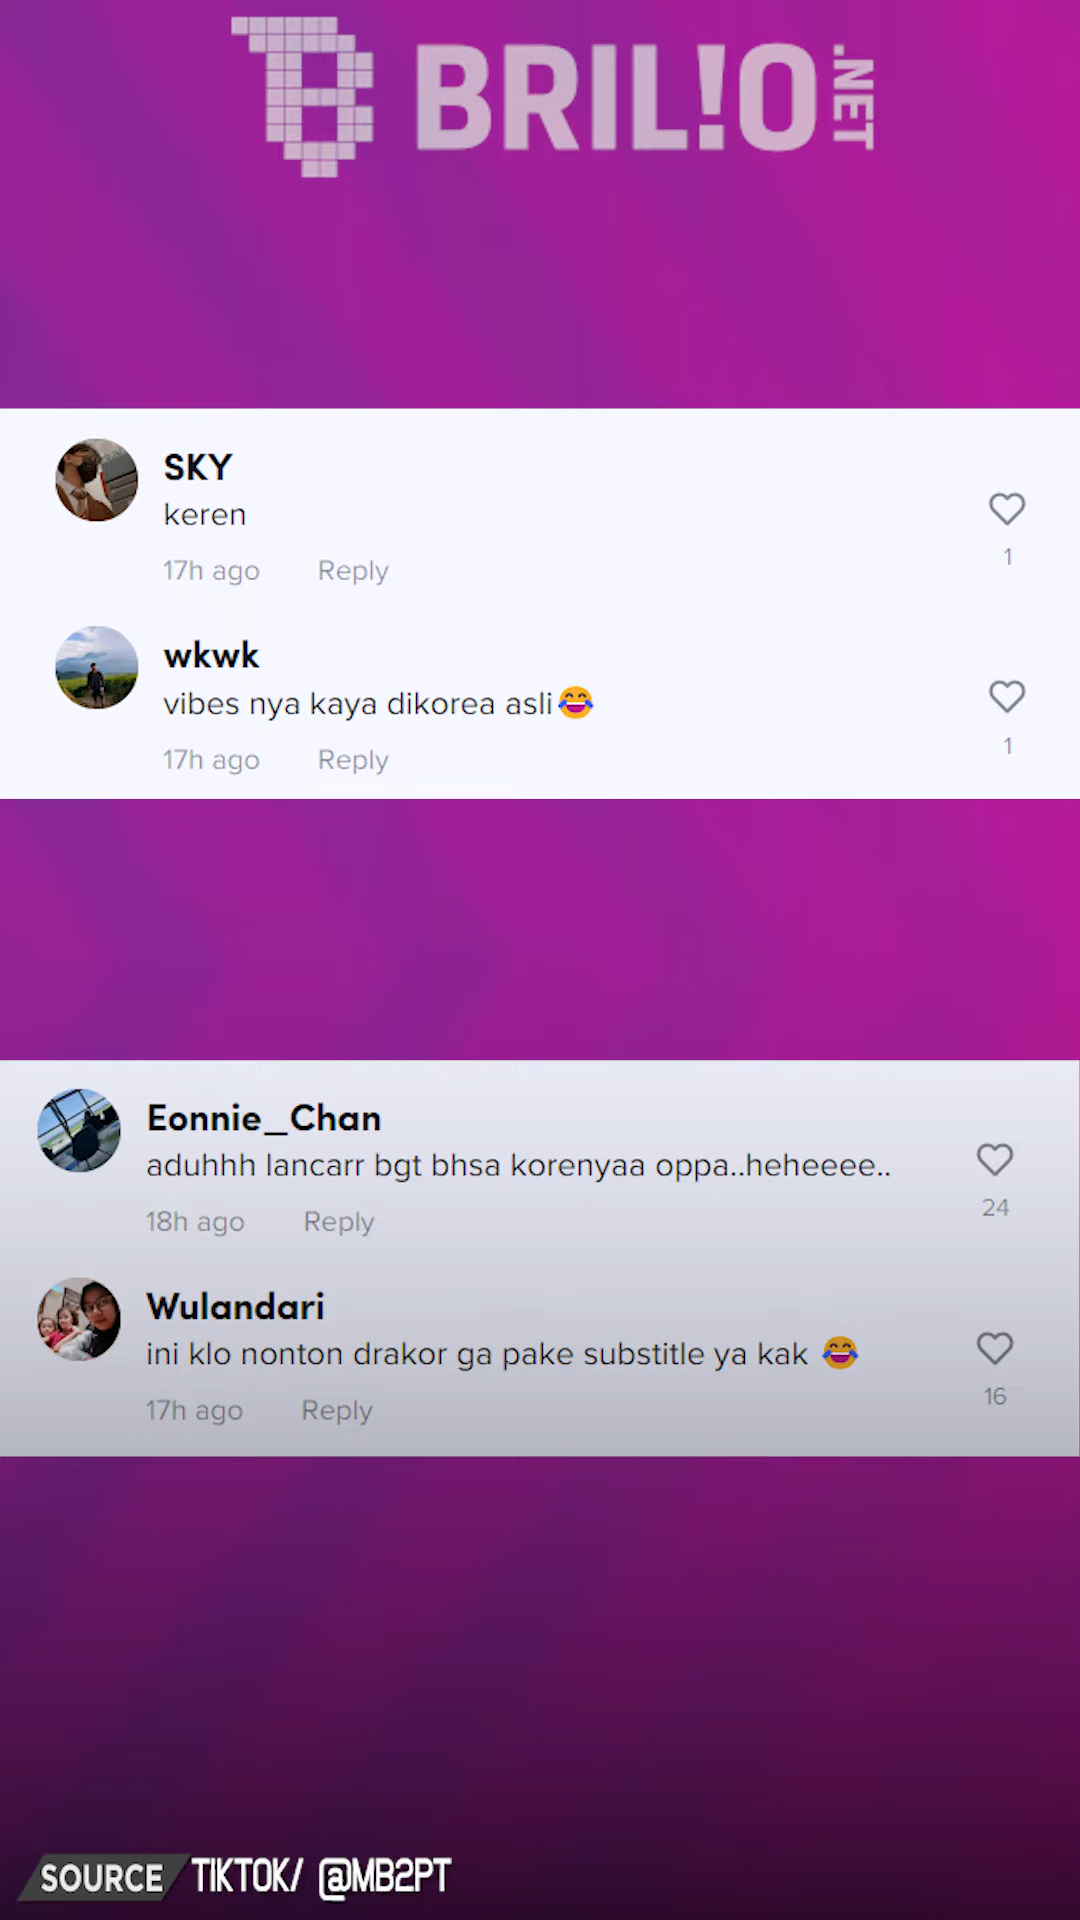 BRIL!O.NET
SKY
keren
17h ago Reply
1
wkwk
vibes nya kaya dikorea asli😂
17h ago Reply
1
Eonnie_Chan
aduhhh lancarr bgt bhsa korenyaa oppa..heheeee..
18h ago Reply
24
Wulandari
ini klo nonton drakor ga pake substitle ya kak 😂
17h ago Reply
16
SOURCE TIKTOK/ @MB2PT